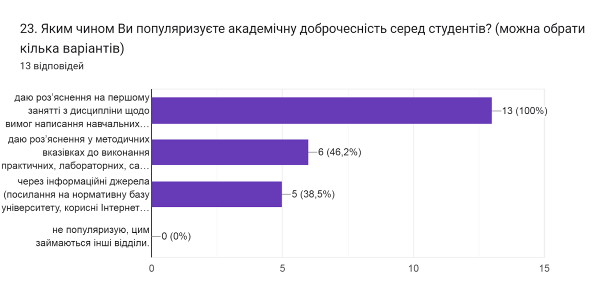 23. Яким чином Ви популяризуєте академічну доброчесність серед студентів? (можна обрати
кілька варіантів)
13 відповідей
даю роз’яснення на першому
занятті з дисципліни щодо
вимог написання навчальних…
13 (100%)
даю роз’яснення у методичних
вказівках до виконання
практичних, лабораторних, са…
6 (46,2%)
через інформаційні джерела
(посилання на нормативну базу
університету, корисні Інтернет…
5 (38,5%)
не популяризую, цим
займаються інші відділи.
0 (0%)
0 5 10 15